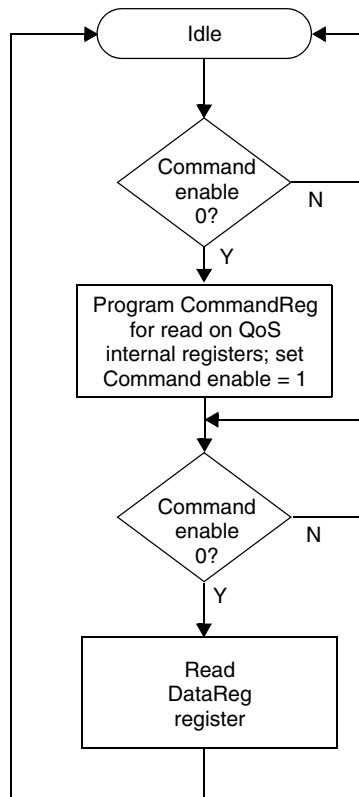 Idle
Command
enable
0?
N
Y
Program CommandReg
for read on QoS
internal registers; set
Command enable = 1
Command
enable
0?
N
Y
Read
DataReg
register